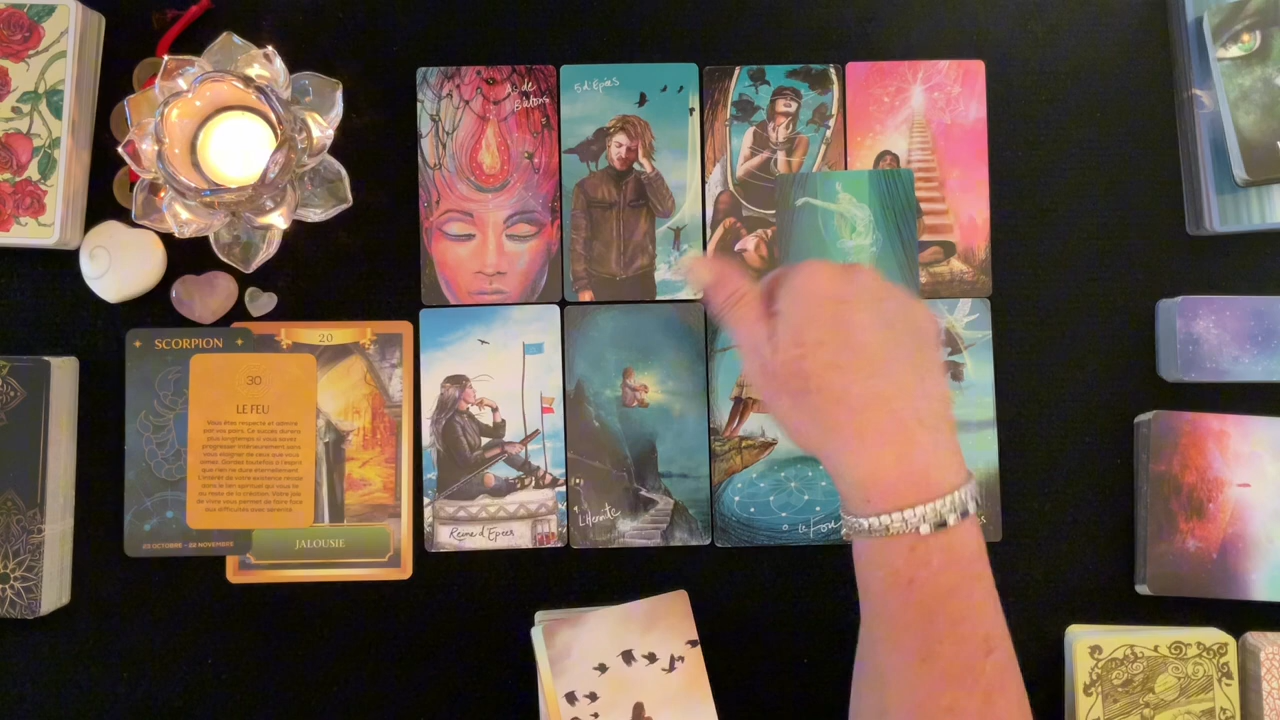 As de
Bâtons
5 d'Épées
SCORPION
20
30
LE FEU
Vous êtes respecté et admiré
par vos pairs. Ce succès durera
plus longtemps si vous savez
progresser intérieurement sans
vous éloigner de ceux que vous
aimez. Gardez toutefois à l'esprit
que rien ne dure éternellement.
L'intérêt de votre existence réside
dans le lien spirituel qui vous lie
au reste de la création. Votre joie
de vivre vous permet de faire face
aux difficultés avec sérénité.
23 OCTOBRE - 22 NOVEMBRE
JALOUSIE
Reine d'Epees
9 L'Hermite
0 Le fou